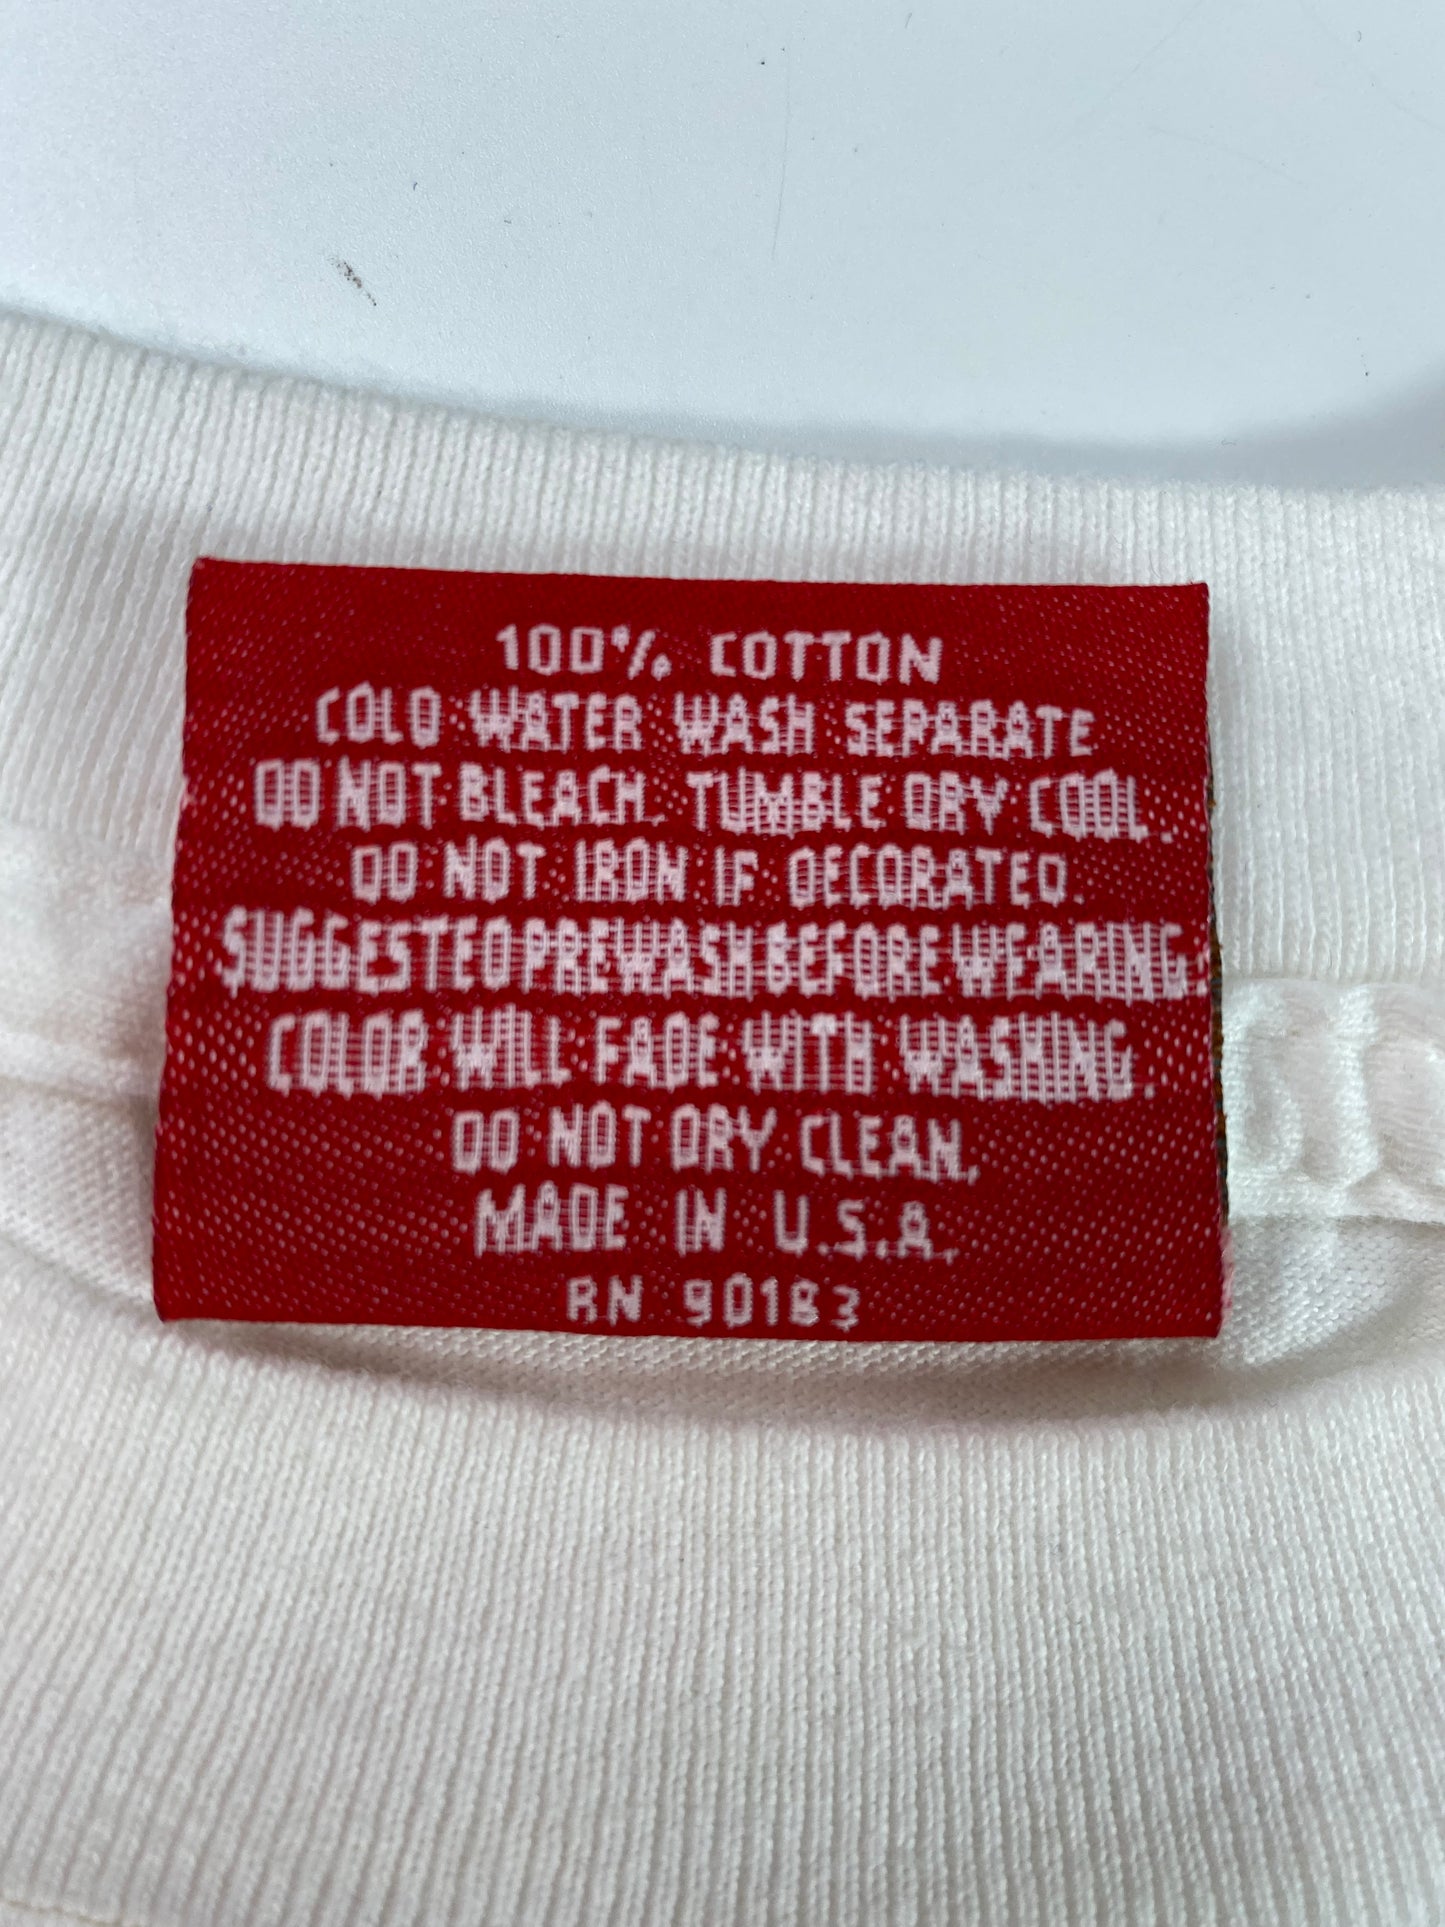 100% COTTON
COLD WATER WASH SEPARATE
DO NOT BLEACH. TUMBLE DRY COOL.
DO NOT IRON IF DECORATED.
SUGGESTED PREWASH BEFORE WEARING.
COLOR WILL FADE WITH WASHING.
DO NOT DRY CLEAN.
MADE IN U.S.A.
RN 90183